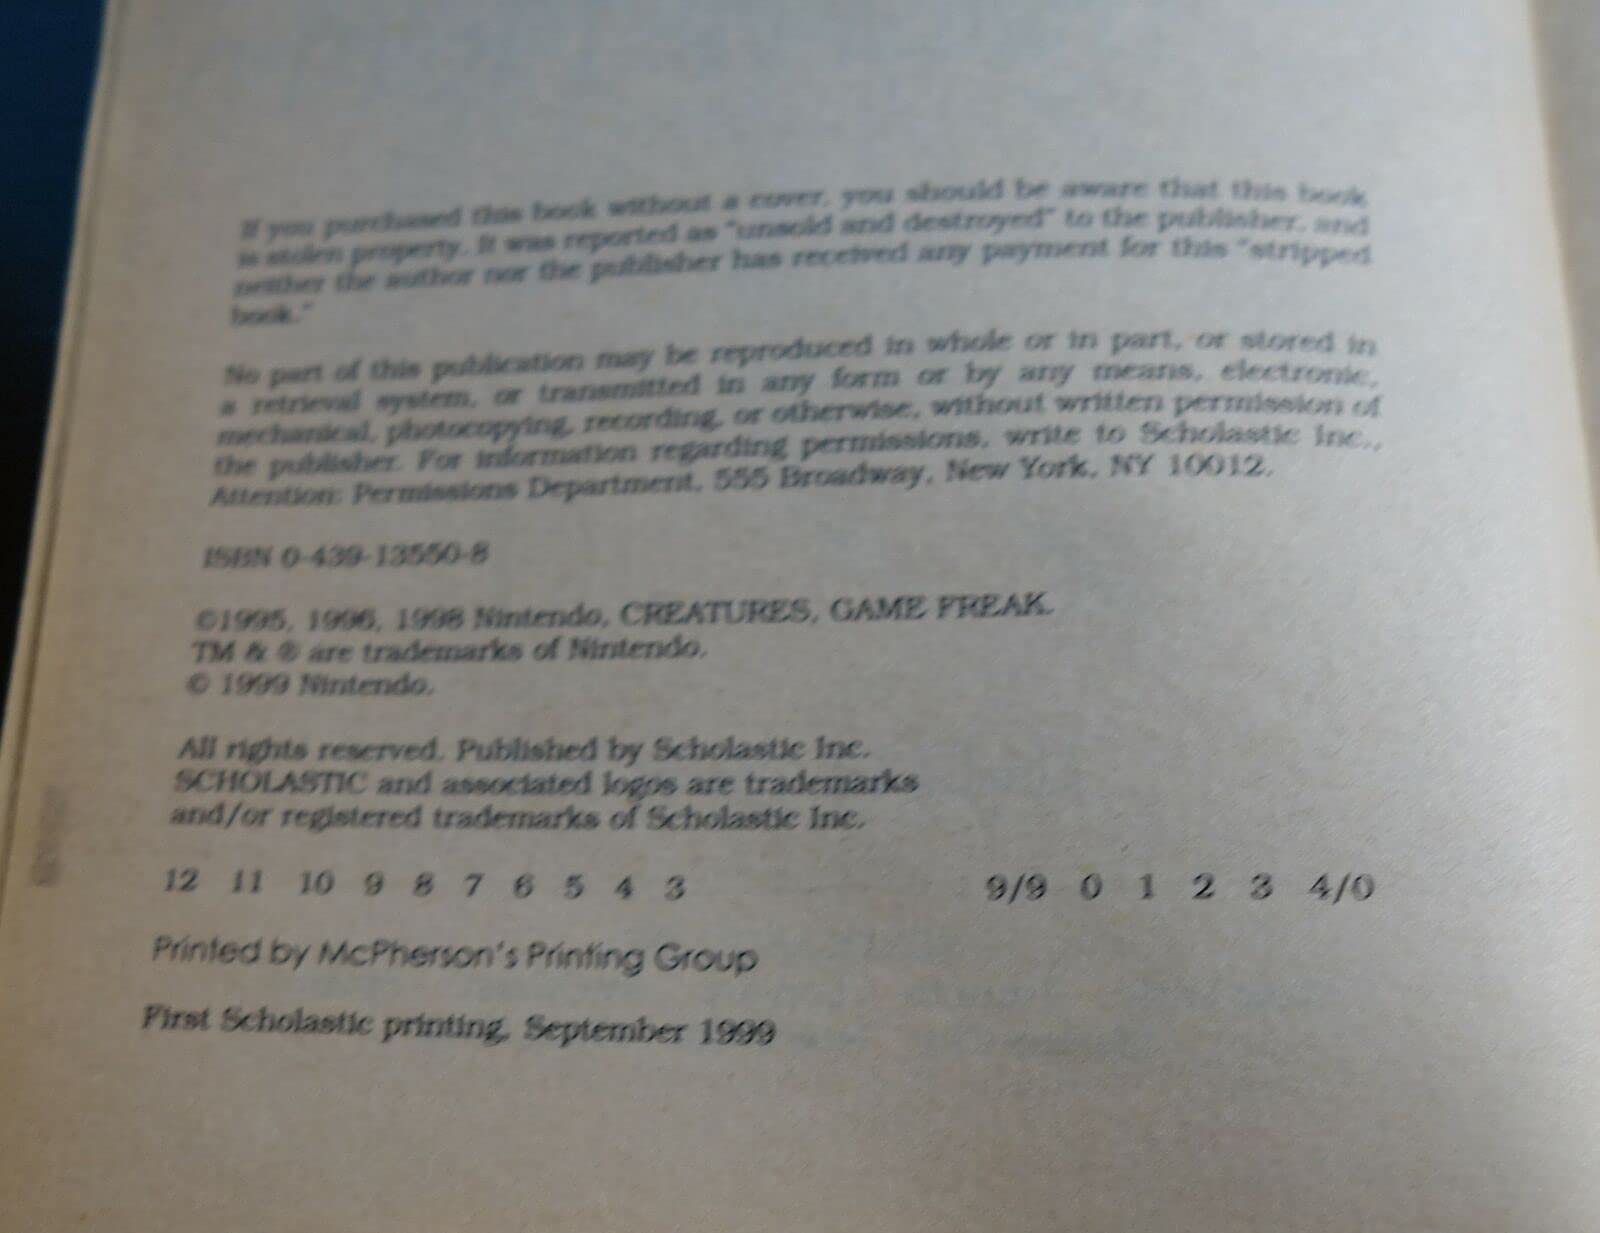 If you purchased this book without a cover, you should be aware that this book
is stolen property. It was reported as "unsold and destroyed" to the publisher, and
neither the author nor the publisher has received any payment for this "stripped
book."
No part of this publication may be reproduced in whole or in part, or stored in
a retrieval system, or transmitted in any form or by any means, electronic,
mechanical, photocopying, recording, or otherwise, without written permission of
the publisher. For information regarding permissions, write to Scholastic Inc.,
Attention: Permissions Department, 555 Broadway, New York, NY 10012.
ISBN 0-439-13550-8
©1995, 1996, 1998 Nintendo, CREATURES, GAME FREAK.
TM & ® are trademarks of Nintendo.
© 1999 Nintendo.
All rights reserved. Published by Scholastic Inc.
SCHOLASTIC and associated logos are trademarks
and/or registered trademarks of Scholastic Inc.
12 11 10 9 8 7 6 5 4 3 9/9 0 1 2 3 4/0
Printed by McPherson's Printing Group
First Scholastic printing, September 1999